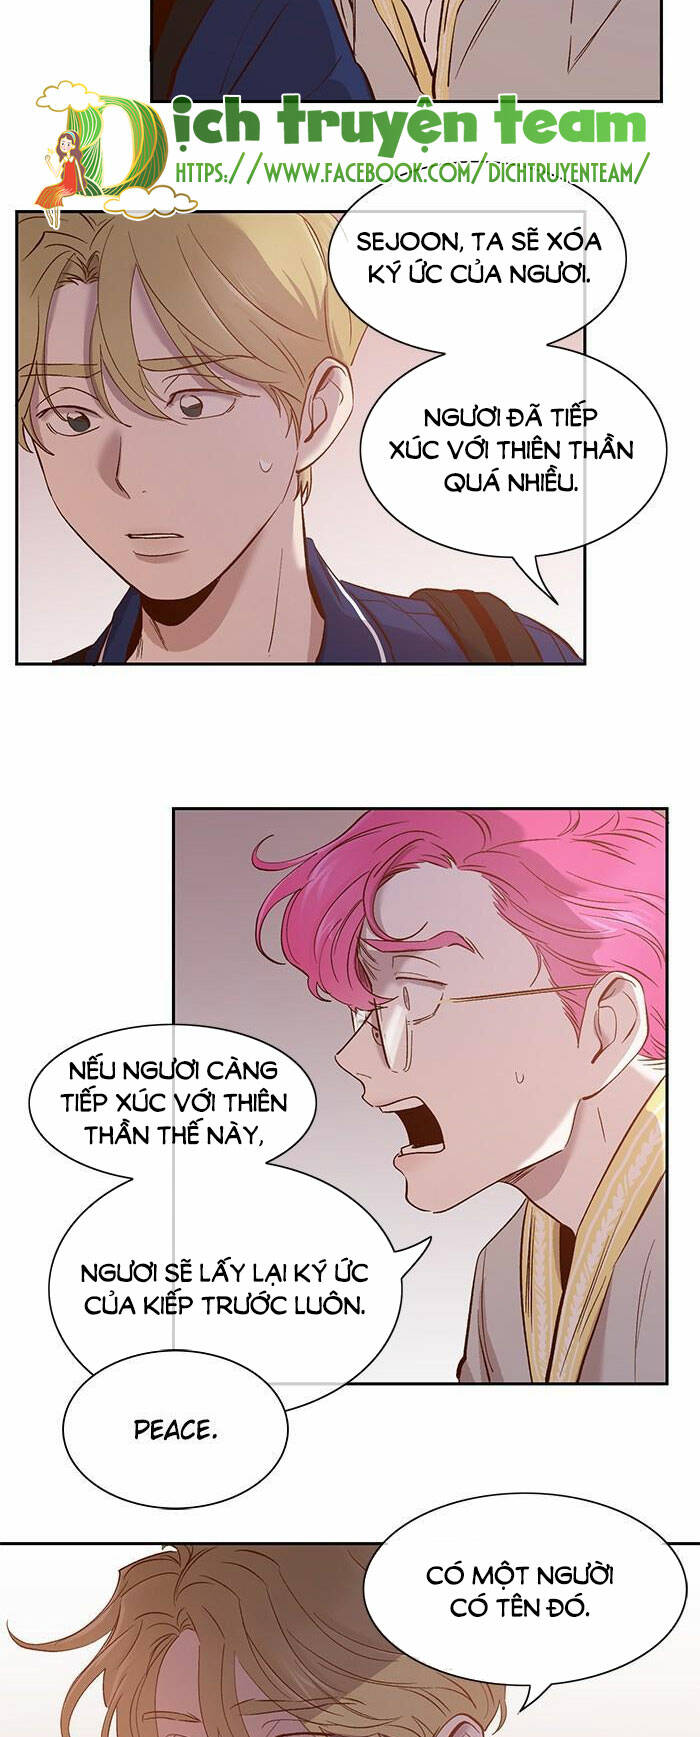 Dịch truyện team
HTTPS://WWW.FACEBOOK.COM/DICHTRUYENTEAM/
SEJOON, TA SẼ XÓA
KÝ ỨC CỦA NGƯƠI.
NGƯƠI ĐÃ TIẾP
XÚC VỚI THIÊN THẦN
QUÁ NHIỀU.
NẾU NGƯƠI CÀNG
TIẾP XÚC VỚI THIÊN
THẦN THẾ NÀY,
NGƯƠI SẼ LẤY LẠI KÝ ỨC
CỦA KIẾP TRƯỚC LUÔN.
PEACE.
CÓ MỘT NGƯỜI
CÓ TÊN ĐÓ.